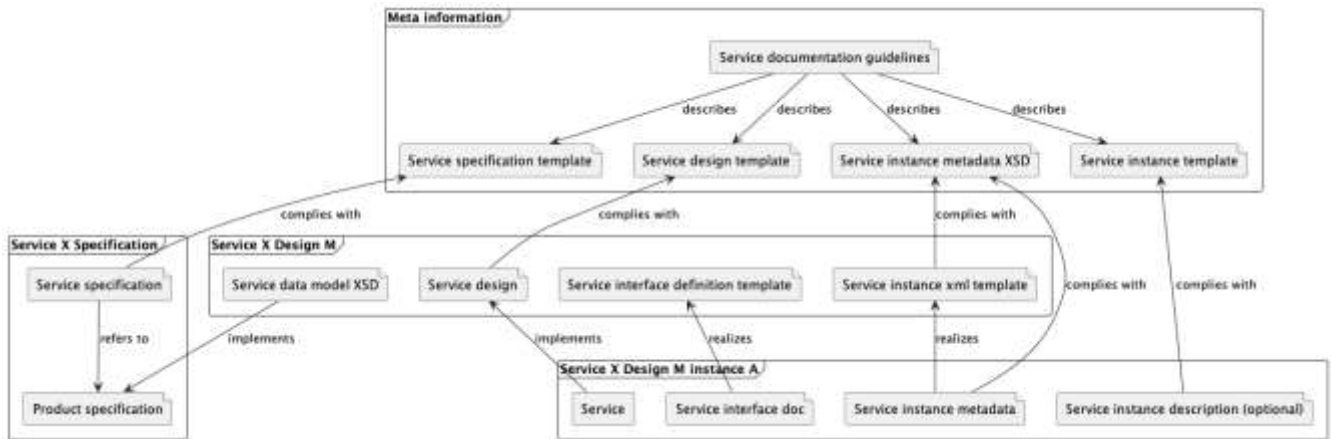 Meta information
Service documentation guidelines
describes
describes
describes
describes
Service specification template
Service design template
Service instance metadata XSD
Service instance template
complies with
complies with
complies with
Service X Specification
Service X Design M
Service specification
Service data model XSD
Service design
Service interface definition template
Service instance xml template
complies with
complies with
refers to
implements
implements
realizes
realizes
Service X Design M instance A
Product specification
Service
Service interface doc
Service instance metadata
Service instance description (optional)